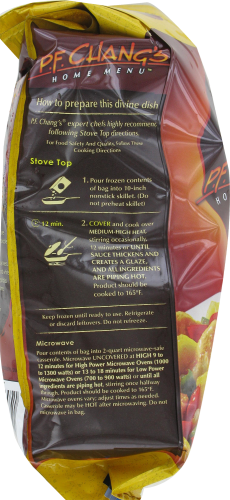 P.F. CHANG'S
HOME MENU™
How to prepare this divine dish
P.F. Chang's® expert chefs highly recommend
following Stove Top directions
For Food Safety And Quality, Follow These
Cooking Directions
Stove Top
1. Pour frozen contents
of bag into 10-inch
nonstick skillet. (Do
not preheat skillet)
12 min.
2. COVER and cook over
MEDIUM-HIGH HEAT,
stirring occasionally,
12 minutes or UNTIL
SAUCE THICKENS AND
CREATES A GLAZE,
AND ALL INGREDIENTS
ARE PIPING HOT.
Product should be
cooked to 165°F.
Keep frozen until ready to use. Refrigerate
or discard leftovers. Do not refreeze.
Microwave
Pour contents of bag into 2-quart microwave-safe
casserole. Microwave UNCOVERED at HIGH 9 to
12 minutes for High Power Microwave Ovens (1000
to 1300 watts) or 13 to 18 minutes for Low Power
Microwave Ovens (700 to 900 watts) or until all
ingredients are piping hot, stirring once halfway
though. Product should be cooked to 165°F.
Microwave ovens vary; adjust times as needed.
Casserole may be HOT after microwaving. Do not
microwave in bag.
P.F.
HOM